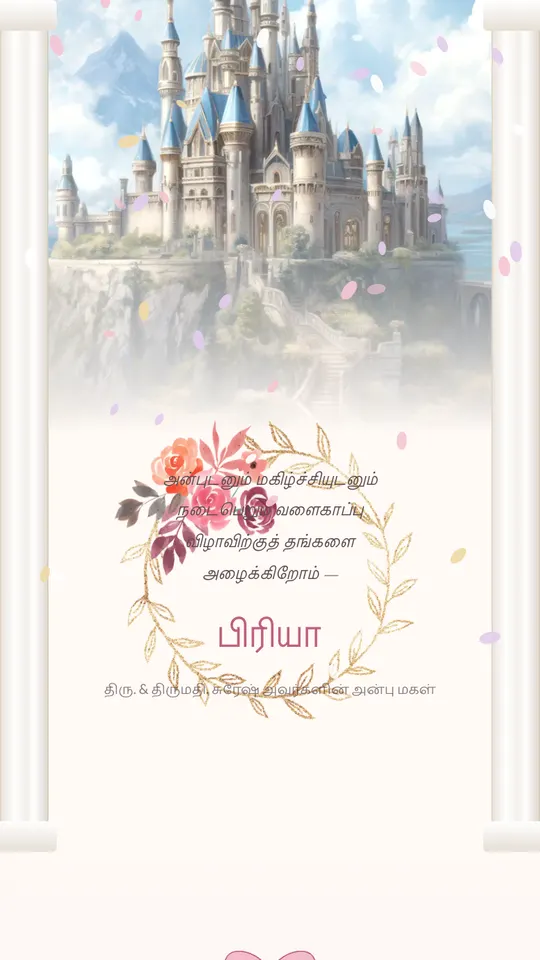 அன்புடனும் மகிழ்ச்சியுடனும்
நடைபெறும் வளைகாப்பு
விழாவிற்குத் தங்களை
அழைக்கிறோம் —
பிரியா
திரு. & திருமதி. சுரேஷ் அவர்களின் அன்பு மகள்